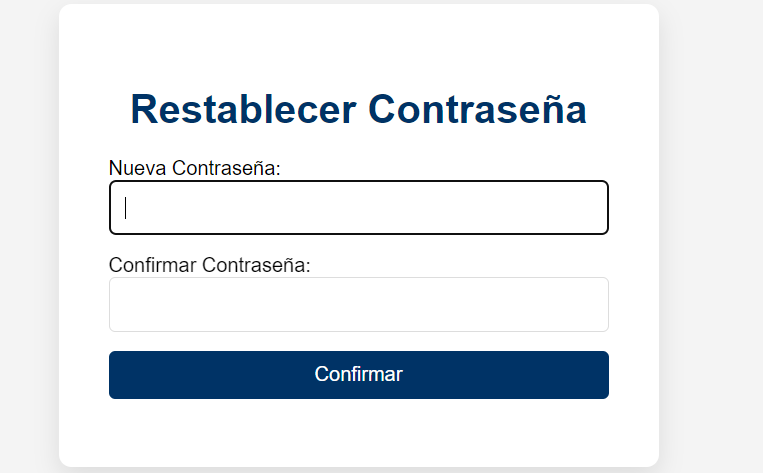 Restablecer Contraseña
Nueva Contraseña:
Confirmar Contraseña:
Confirmar